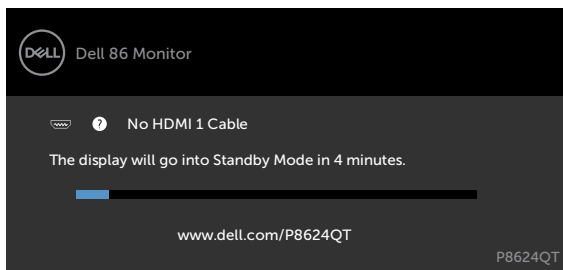 DELL
Dell 86 Monitor
? No HDMI 1 Cable
The display will go into Standby Mode in 4 minutes.
www.dell.com/P8624QT
P8624QT